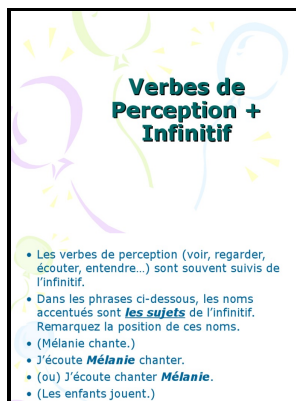 Verbes de
Perception +
Infinitif
• Les verbes de perception (voir, regarder,
écouter, entendre…) sont souvent suivis de
l’infinitif.
• Dans les phrases ci-dessous, les noms
accentués sont les sujets de l’infinitif.
Remarquez la position de ces noms.
• (Mélanie chante.)
• J’écoute Mélanie chanter.
• (ou) J’écoute chanter Mélanie.
• (Les enfants jouent.)